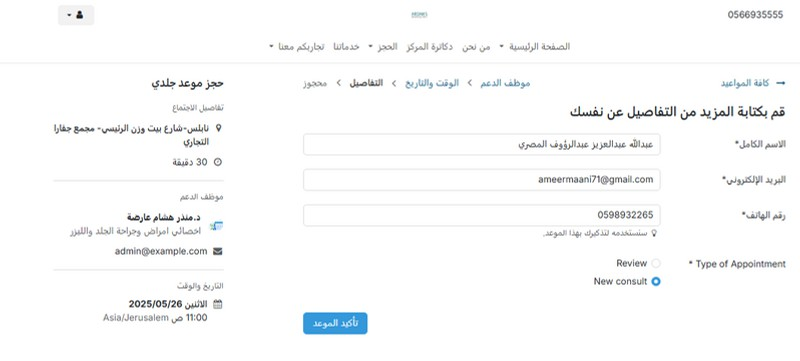 0566935555
الصفحة الرئيسية
من نحن
دكاترة المركز
الحجز
خدماتنا
تجاربكم معنا
كافة المواعيد
موظف الدعم
الوقت والتاريخ
التفاصيل
محجوز
قم بكتابة المزيد من التفاصيل عن نفسك
الاسم الكامل*
عبدالله عبدالعزيز عبدالرؤوف المصري
البريد الإلكتروني*
ameermaani71@gmail.com
رقم الهاتف*
0598932265
سنستخدمه لتذكيرك بهذا الموعد.
Type of Appointment *
Review
New consult
تأكيد الموعد
حجز موعد جلدي
تفاصيل الاجتماع
نابلس-شارع بيت وزن الرئيسي- مجمع جفارا
التجاري
30 دقيقة
موظف الدعم
د.منذر هشام عارضة
اخصائي امراض وجراحة الجلد والليزر
admin@example.com
التاريخ والوقت
الاثنين 2025/05/26
11:00 ص Asia/Jerusalem